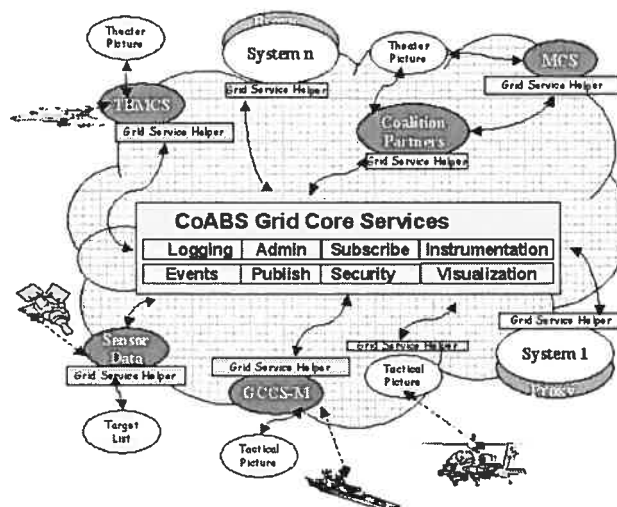 Theater
Picture
Proxy
System n
Grid Service Helper
Theater
Picture
MCS
Grid Service Helper
TBMCS
Grid Service Helper
Coalition
Partners
Grid Service Helper
CoABS Grid Core Services
Logging Admin Subscribe Instrumentation
Events Publish Security Visualization
Sensor
Data
Grid Service Helper
Target
List
Grid Service Helper
GCCS-M
Tactical
Picture
Grid Service Helper
Tactical
Picture
Grid Service Helper
System 1
Proxy